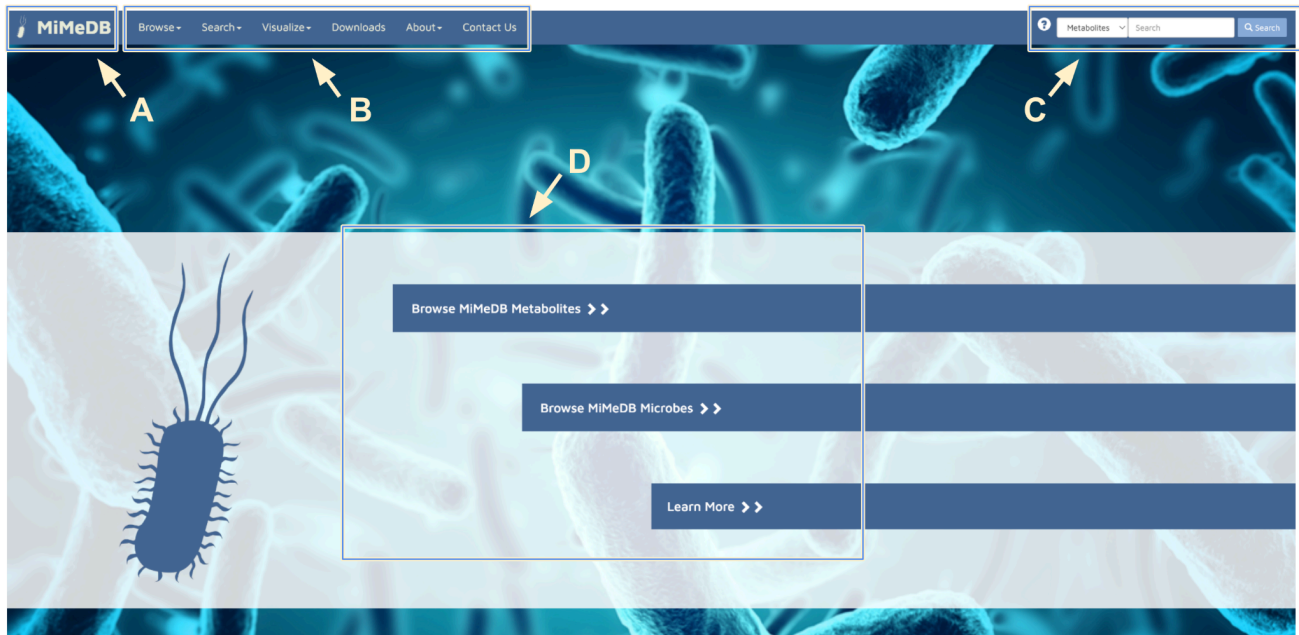 MiMeDB Browse Search Visualize Downloads About Contact Us ? Metabolites Search Search
A B C
D
Browse MiMeDB Metabolites
Browse MiMeDB Microbes
Learn More